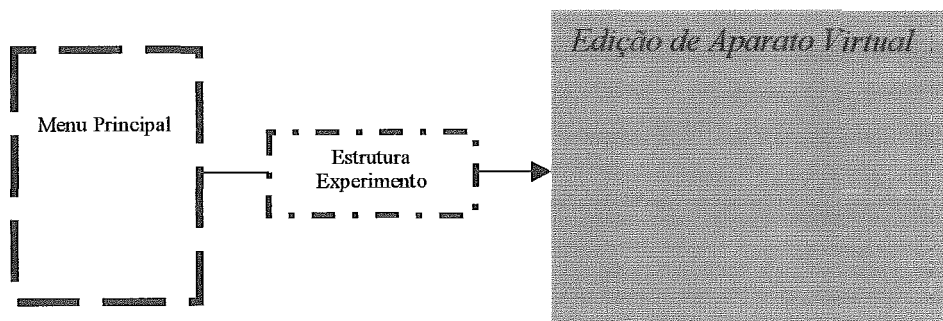 Edição de Aparato Virtual
Menu Principal
Estrutura
Experimento